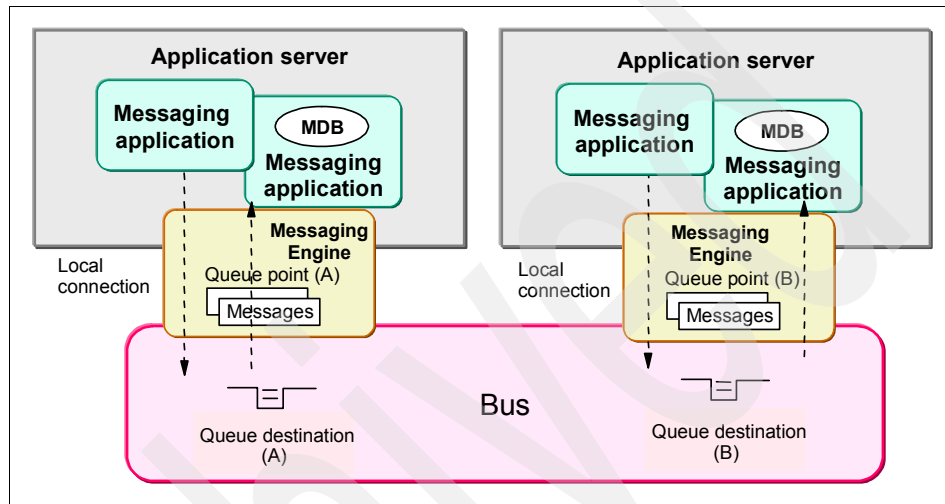 Application server
Messaging
application
MDB
Messaging
application
Messaging
Engine
Queue point (A)
Messages
Local
connection
Application server
Messaging
application
MDB
Messaging
application
Messaging
Engine
Queue point (B)
Messages
Local
connection
Bus
Queue destination
(A)
Queue destination
(B)